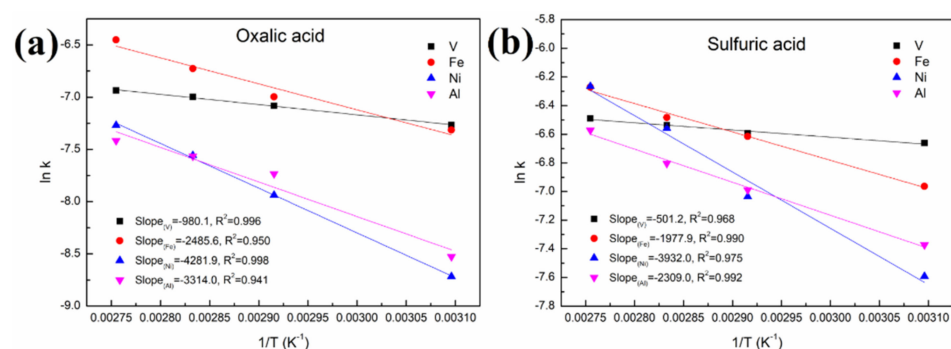 (a)
Oxalic acid
V
Fe
Ni
Al
-6.5
-7.0
-7.5
-8.0
-8.5
-9.0
ln k
Slope(V)=-980.1, R²=0.996
Slope(Fe)=-2485.6, R²=0.950
Slope(Ni)=-4281.9, R²=0.998
Slope(Al)=-3314.0, R²=0.941
0.00275 0.00280 0.00285 0.00290 0.00295 0.00300 0.00305 0.00310
1/T (K⁻¹)
(b)
Sulfuric acid
V
Fe
Ni
Al
-5.8
-6.0
-6.2
-6.4
-6.6
-6.8
-7.0
-7.2
-7.4
-7.6
-7.8
ln k
Slope(V)=-501.2, R²=0.968
Slope(Fe)=-1977.9, R²=0.990
Slope(Ni)=-3932.0, R²=0.975
Slope(Al)=-2309.0, R²=0.992
0.00275 0.00280 0.00285 0.00290 0.00295 0.00300 0.00305 0.00310
1/T (K⁻¹)